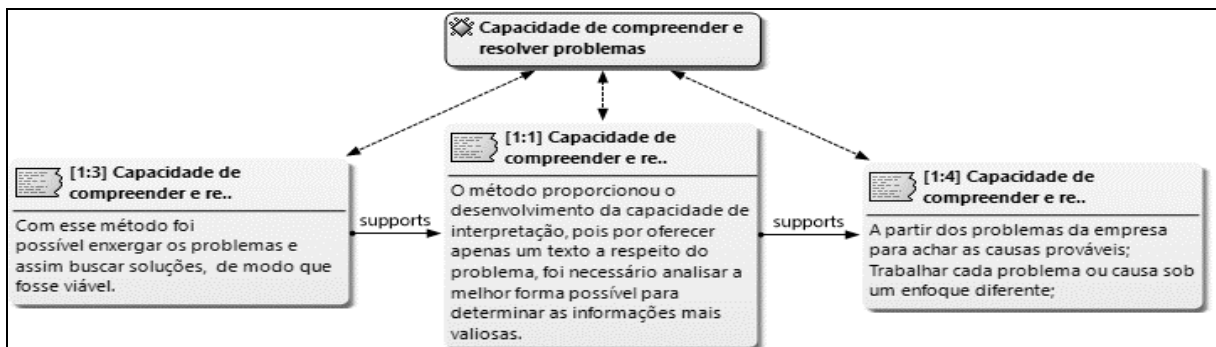 Capacidade de compreender e
resolver problemas
[1:3] Capacidade de
compreender e re..
Com esse método foi
possível enxergar os problemas e
assim buscar soluções, de modo que
fosse viável.
supports
[1:1] Capacidade de
compreender e re..
O método proporcionou o
desenvolvimento da capacidade de
interpretação, pois por oferecer
apenas um texto a respeito do
problema, foi necessário analisar a
melhor forma possível para
determinar as informações mais
valiosas.
supports
[1:4] Capacidade de
compreender e re..
A partir dos problemas da empresa
para achar as causas prováveis;
Trabalhar cada problema ou causa sob
um enfoque diferente;